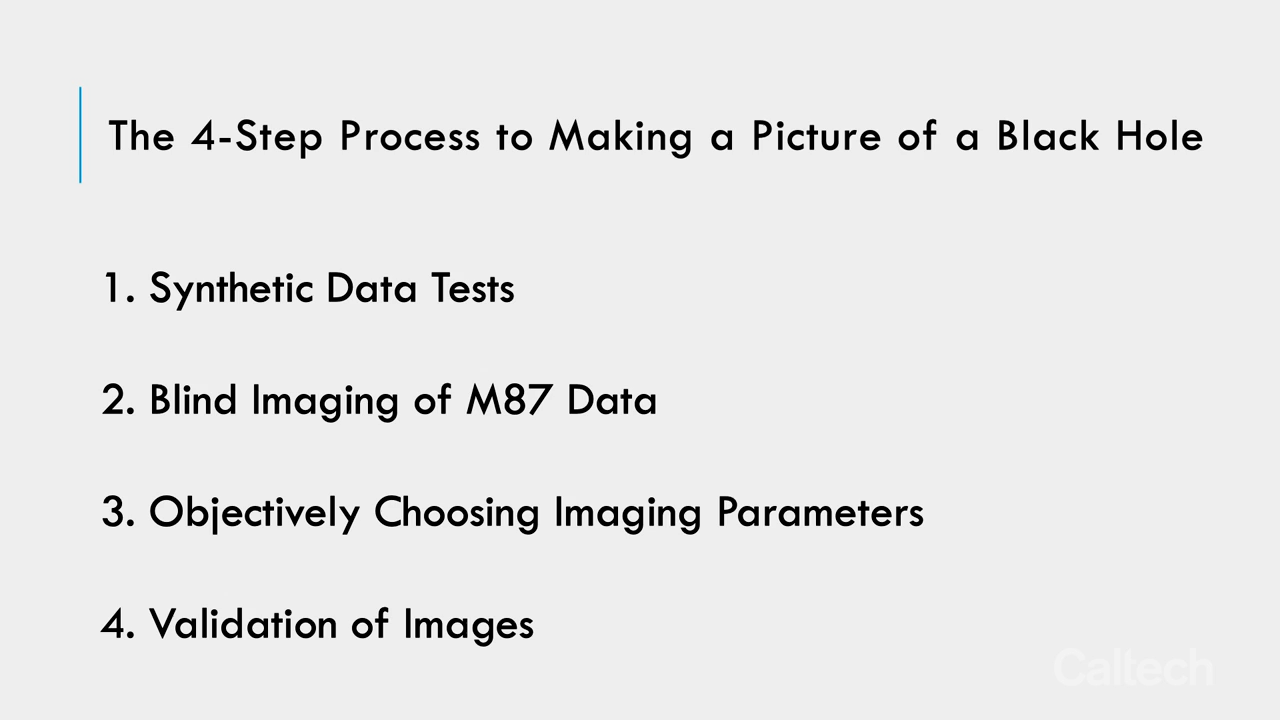 The 4-Step Process to Making a Picture of a Black Hole
1. Synthetic Data Tests
2. Blind Imaging of M87 Data
3. Objectively Choosing Imaging Parameters
4. Validation of Images
Caltech